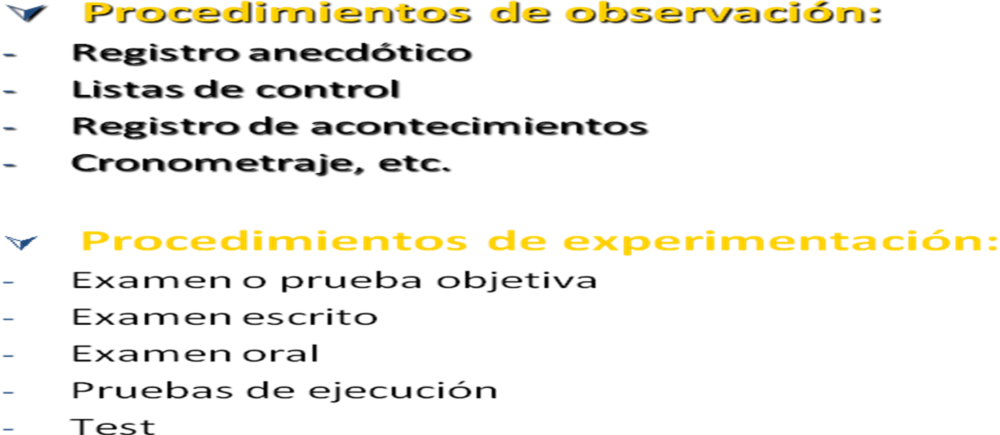 Procedimientos de observación:
- Registro anecdótico
- Listas de control
- Registro de acontecimientos
- Cronometraje, etc.
Procedimientos de experimentación:
- Examen o prueba objetiva
- Examen escrito
- Examen oral
- Pruebas de ejecución
- Test